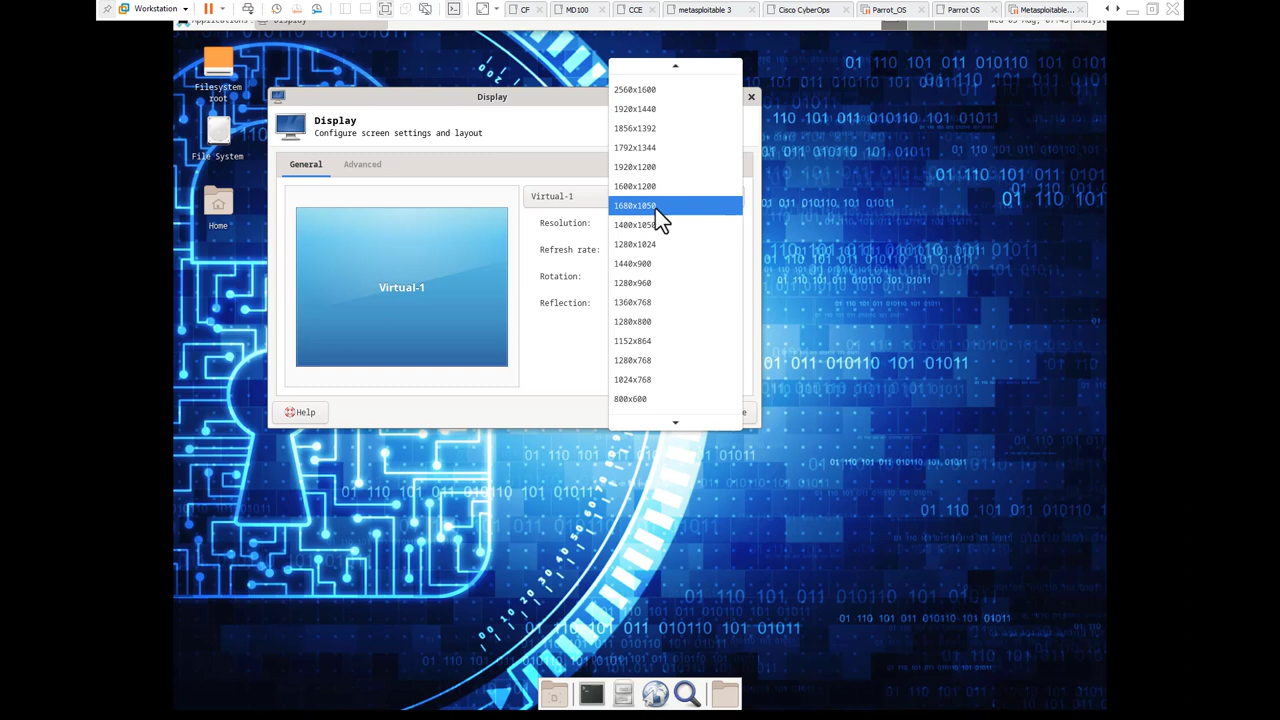 Workstation
CF
MD100
CCE
metasploitable 3
Cisco CyberOps
Parrot_OS
Parrot OS
Metasploitable...
Filesystem
root
File System
Home
Display
Display
Configure screen settings and layout
General
Advanced
Virtual-1
Virtual-1
Resolution:
Refresh rate:
Rotation:
Reflection:
Help
2560x1600
1920x1440
1856x1392
1792x1344
1920x1200
1600x1200
1680x1050
1400x1050
1280x1024
1440x900
1280x960
1360x768
1280x800
1152x864
1280x768
1024x768
800x600